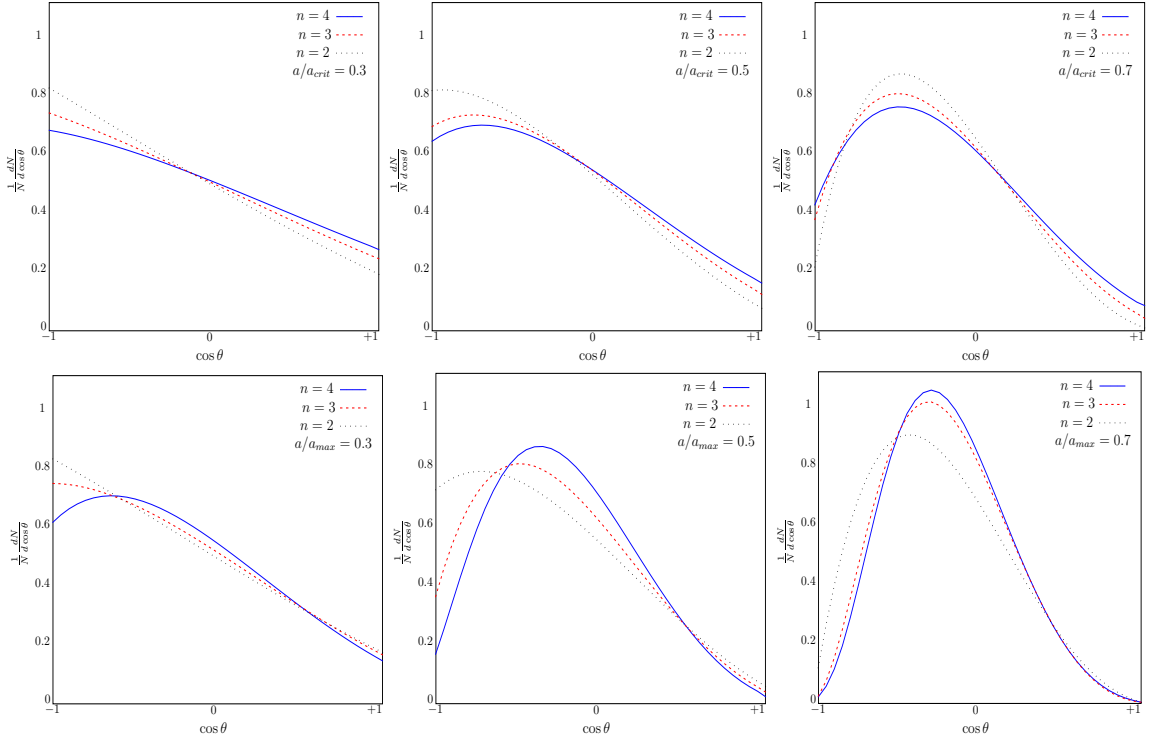 1
0.8
0.6
0.4
0.2
0
−1
0
+1
cos θ
1/N dN/d cos θ
n = 4
n = 3
n = 2
a/a_crit = 0.3
1
0.8
0.6
0.4
0.2
0
−1
0
+1
cos θ
1/N dN/d cos θ
n = 4
n = 3
n = 2
a/a_crit = 0.5
1
0.8
0.6
0.4
0.2
0
−1
0
+1
cos θ
1/N dN/d cos θ
n = 4
n = 3
n = 2
a/a_crit = 0.7
1
0.8
0.6
0.4
0.2
0
−1
0
+1
cos θ
1/N dN/d cos θ
n = 4
n = 3
n = 2
a/a_max = 0.3
1
0.8
0.6
0.4
0.2
0
−1
0
+1
cos θ
1/N dN/d cos θ
n = 4
n = 3
n = 2
a/a_max = 0.5
1
0.8
0.6
0.4
0.2
0
−1
0
+1
cos θ
1/N dN/d cos θ
n = 4
n = 3
n = 2
a/a_max = 0.7